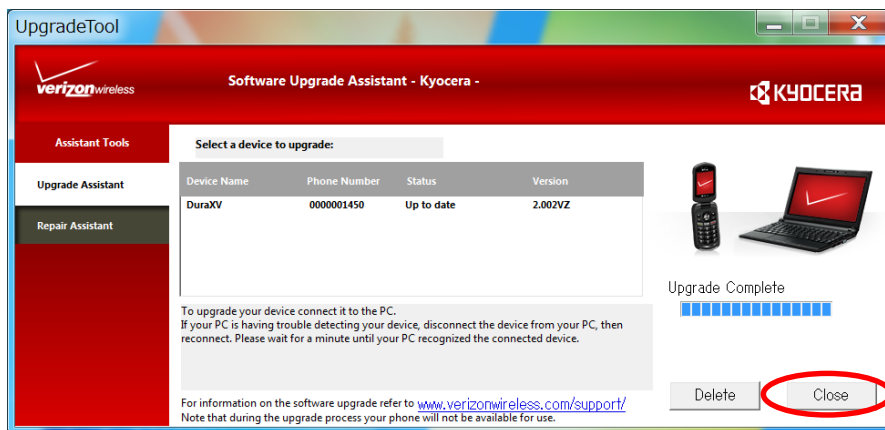 UpgradeTool
verizonwireless
Software Upgrade Assistant - Kyocera -
KYOCERA
Assistant Tools
Upgrade Assistant
Repair Assistant
Select a device to upgrade:
Device Name Phone Number Status Version
DuraXV 0000001450 Up to date 2.002VZ
To upgrade your device connect it to the PC.
If your PC is having trouble detecting your device, disconnect the device from your PC, then
reconnect. Please wait for a minute until your PC recognized the connected device.
For information on the software upgrade refer to www.verizonwireless.com/support/
Note that during the upgrade process your phone will not be available for use.
Upgrade Complete
Delete
Close